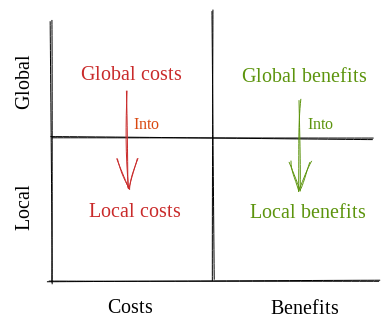 Global
Global costs
Global benefits
Into
Into
Local
Local costs
Local benefits
Costs
Benefits